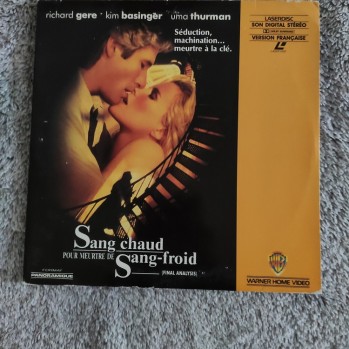 richard gere • kim basinger • uma thurman
Séduction,
machination...
meurtre à la clé.
LASERDISC
SON DIGITAL STÉRÉO
VERSION FRANÇAISE
Sang chaud
POUR MEURTRE DE
Sang-froid
(FINAL ANALYSIS)
PANORAMIQUE
WARNER HOME VIDEO